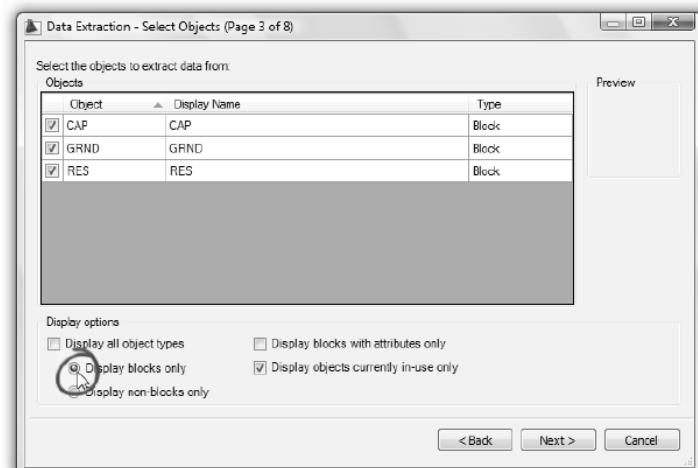 Data Extraction - Select Objects (Page 3 of 8)
Select the objects to extract data from:
Objects
Preview
Object Display Name Type
CAP CAP Block
GRND GRND Block
RES RES Block
Display options
Display all object types
Display blocks with attributes only
Display blocks only
Display objects currently in-use only
Display non-blocks only
< Back Next > Cancel